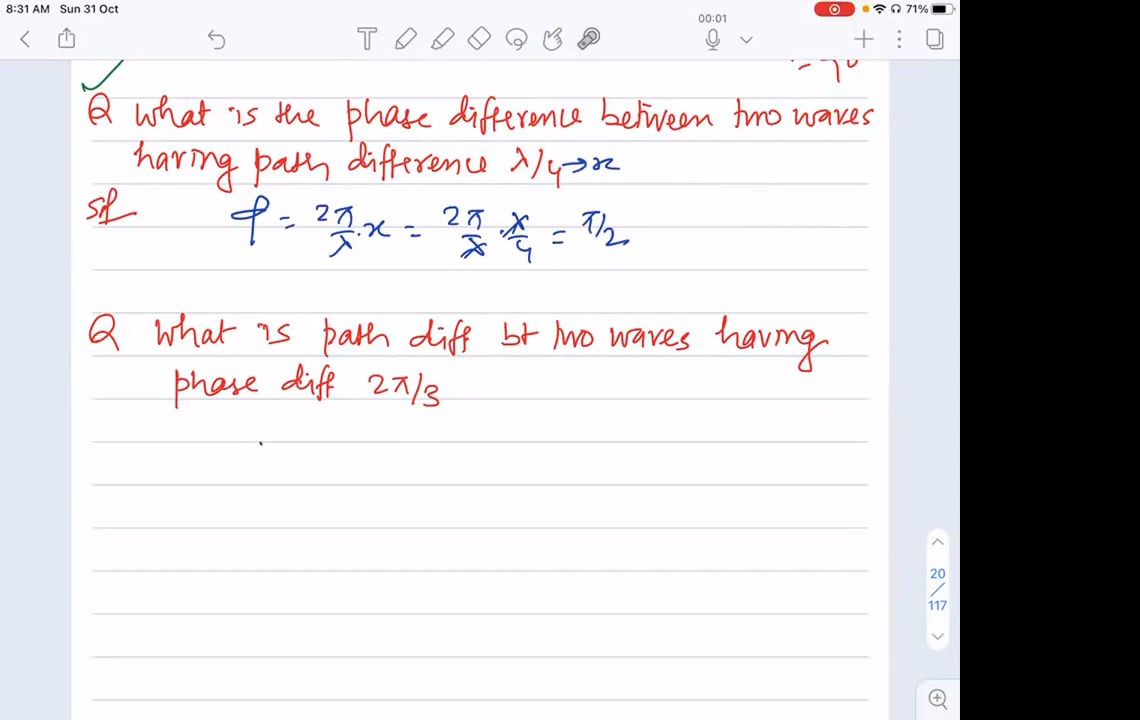 8:31 AM Sun 31 Oct
71%
00:01
Q What is the phase difference between two waves
having path difference λ/4 → x
Sol
φ = 2π/λ · x = 2π/λ · λ/4 = π/2
Q What is path diff bt two waves having
phase diff 2π/3
20
/
117